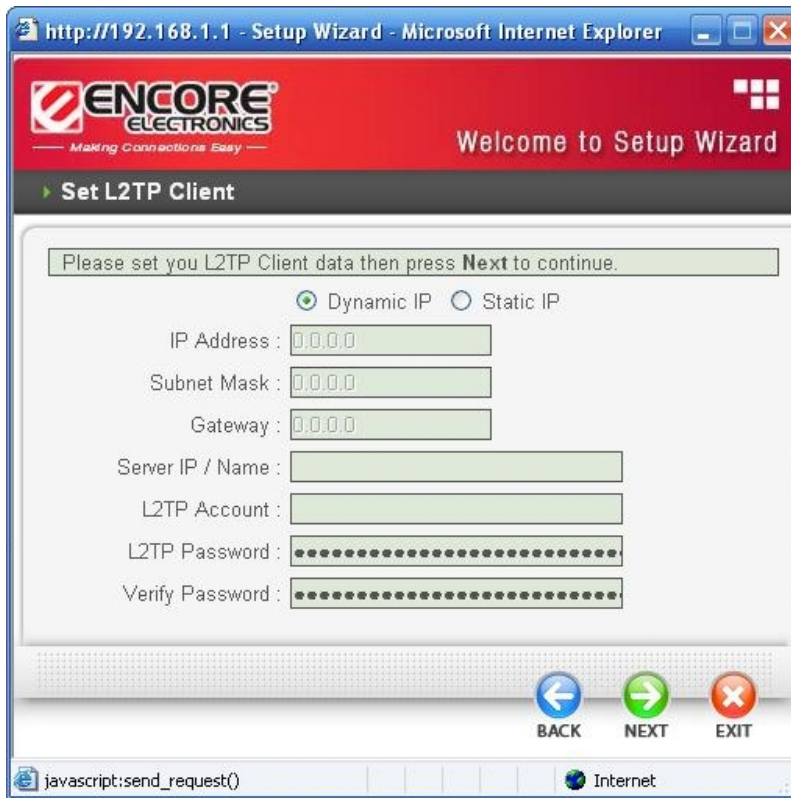 http://192.168.1.1 - Setup Wizard - Microsoft Internet Explorer
ENCORE
ELECTRONICS
Making Connections Easy
Welcome to Setup Wizard
Set L2TP Client
Please set you L2TP Client data then press Next to continue.
Dynamic IP Static IP
IP Address : 0.0.0.0
Subnet Mask : 0.0.0.0
Gateway : 0.0.0.0
Server IP / Name :
L2TP Account :
L2TP Password :
Verify Password :
BACK NEXT EXIT
javascript:send_request() Internet